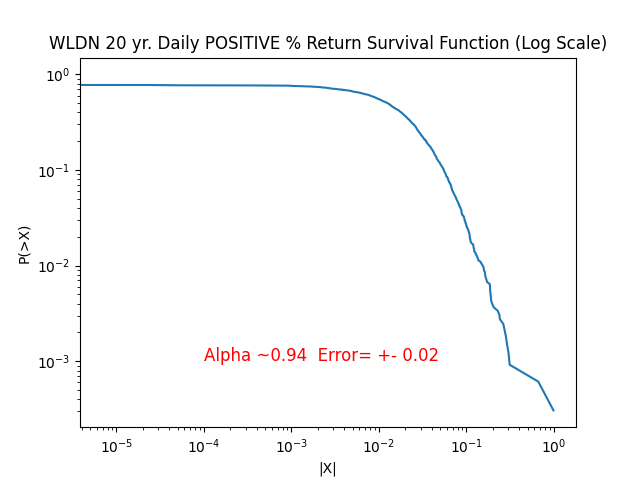 WLDN 20 yr. Daily POSITIVE % Return Survival Function (Log Scale)
10⁰
10⁻¹
P(>X)
10⁻²
10⁻³
Alpha ~0.94  Error= +- 0.02
10⁻⁵ 10⁻⁴ 10⁻³ 10⁻² 10⁻¹ 10⁰
|X|